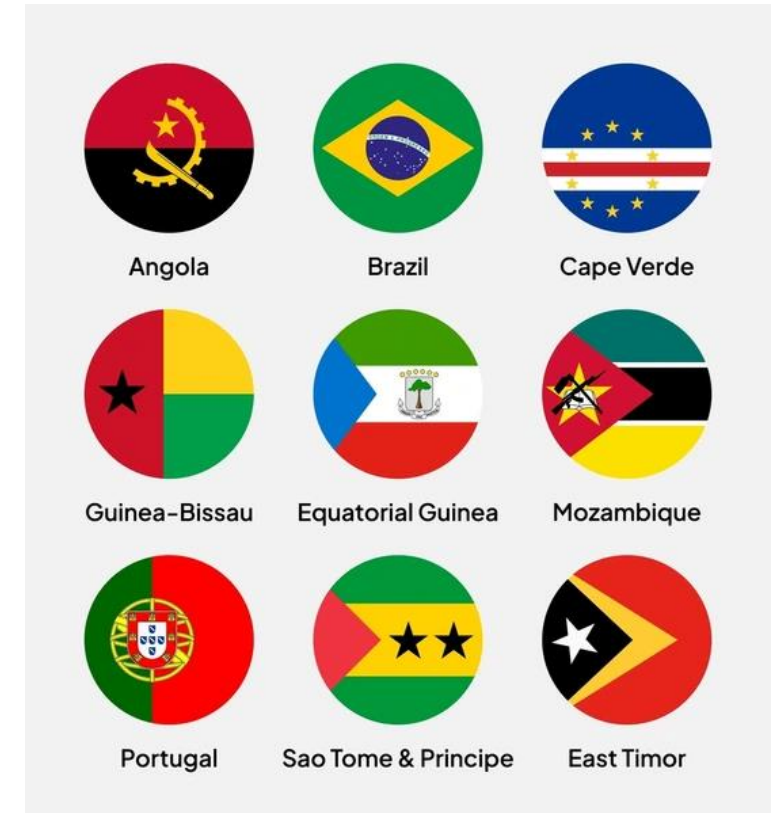 Angola
Brazil
Cape Verde
Guinea-Bissau
Equatorial Guinea
Mozambique
Portugal
Sao Tome & Principe
East Timor